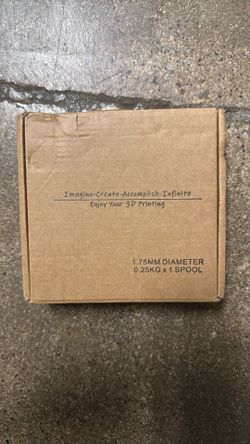 Imagine-Create-Accomplish-Infinite
Enjoy Your 3D Printing
1.75MM DIAMETER
0.25KG x 1 SPOOL